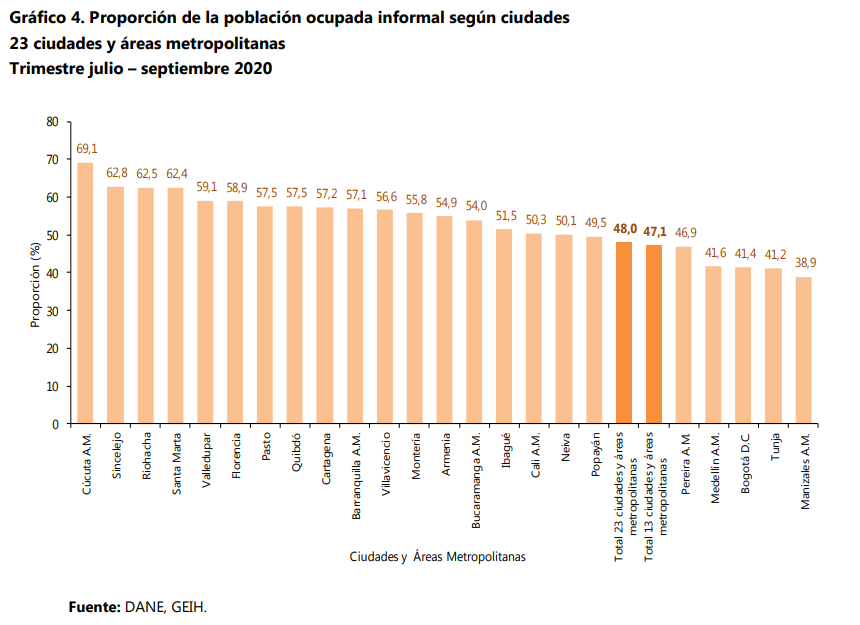 Gráfico 4. Proporción de la población ocupada informal según ciudades
23 ciudades y áreas metropolitanas
Trimestre julio – septiembre 2020
Proporción (%)
80
70
60
50
40
30
20
10
0
69,1
62,8
62,5
62,4
59,1
58,9
57,5
57,5
57,2
57,1
56,6
55,8
54,9
54,0
51,5
50,3
50,1
49,5
48,0
47,1
46,9
41,6
41,4
41,2
38,9
Cúcuta A.M.
Sincelejo
Riohacha
Santa Marta
Valledupar
Florencia
Pasto
Quibdó
Cartagena
Barranquilla A.M.
Villavicencio
Montería
Armenia
Bucaramanga A.M.
Ibagué
Cali A.M.
Neiva
Popayán
Total 23 ciudades y áreas
metropolitanas
Total 13 ciudades y áreas
metropolitanas
Pereira A.M.
Medellín A.M.
Bogotá D.C.
Tunja
Manizales A.M.
Ciudades y Áreas Metropolitanas
Fuente: DANE, GEIH.